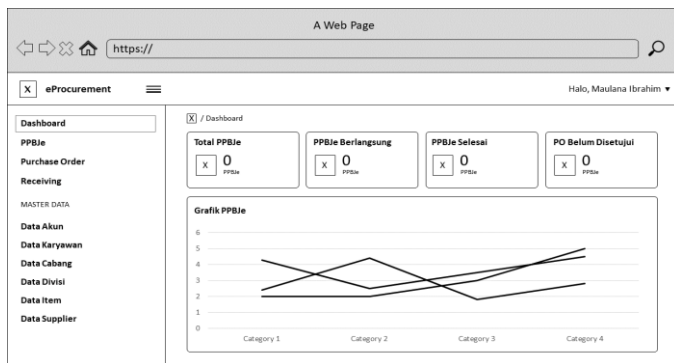 A Web Page
https://
X eProcurement
Halo, Maulana Ibrahim
Dashboard
PPBJe
Purchase Order
Receiving
MASTER DATA
Data Akun
Data Karyawan
Data Cabang
Data Divisi
Data Item
Data Supplier
X / Dashboard
Total PPBJe
X 0
PPBJe
PPBJe Berlangsung
X 0
PPBJe
PPBJe Selesai
X 0
PPBJe
PO Belum Disetujui
X 0
PPBJe
Grafik PPBJe
6
5
4
3
2
1
0
Category 1 Category 2 Category 3 Category 4